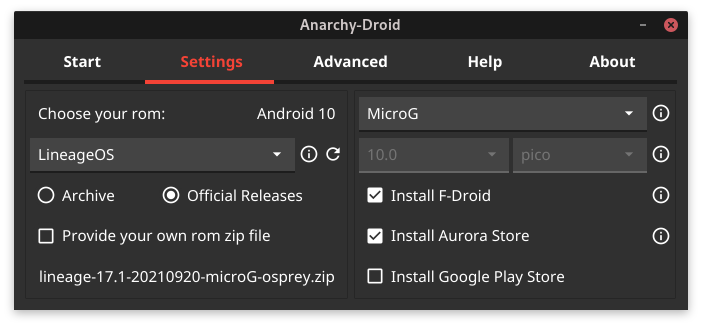 Anarchy-Droid
Start Settings Advanced Help About
Choose your rom: Android 10
LineageOS
Archive Official Releases
Provide your own rom zip file
lineage-17.1-20210920-microG-osprey.zip
MicroG
10.0 pico
Install F-Droid
Install Aurora Store
Install Google Play Store